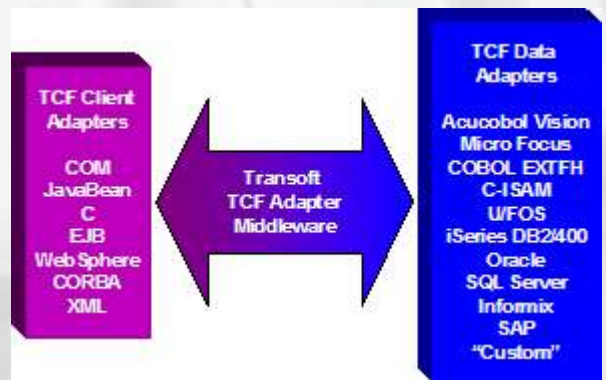 TCF Client
Adapters
COM
JavaBean
C
EJB
WebSphere
CORBA
XML
Transoft
TCF Adapter
Middleware
TCF Data
Adapters
Acucobol Vision
Micro Focus
COBOL EXTFH
C-ISAM
U/FOS
iSeries DB2/400
Oracle
SQL Server
Informix
SAP
“Custom”